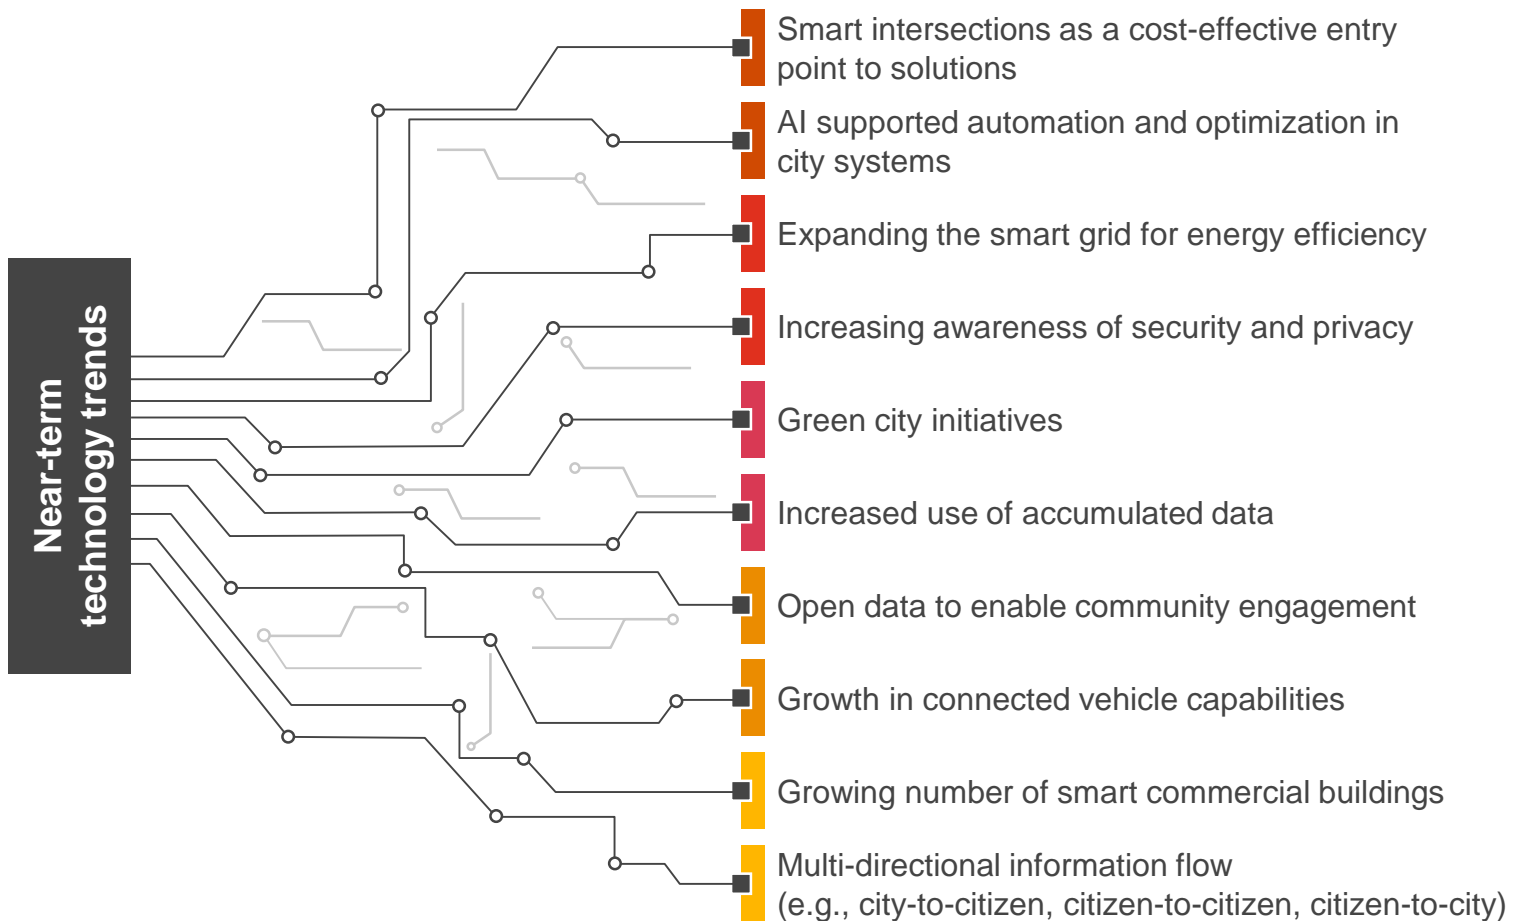 Near-term
technology trends
Smart intersections as a cost-effective entry
point to solutions
AI supported automation and optimization in
city systems
Expanding the smart grid for energy efficiency
Increasing awareness of security and privacy
Green city initiatives
Increased use of accumulated data
Open data to enable community engagement
Growth in connected vehicle capabilities
Growing number of smart commercial buildings
Multi-directional information flow
(e.g., city-to-citizen, citizen-to-citizen, citizen-to-city)